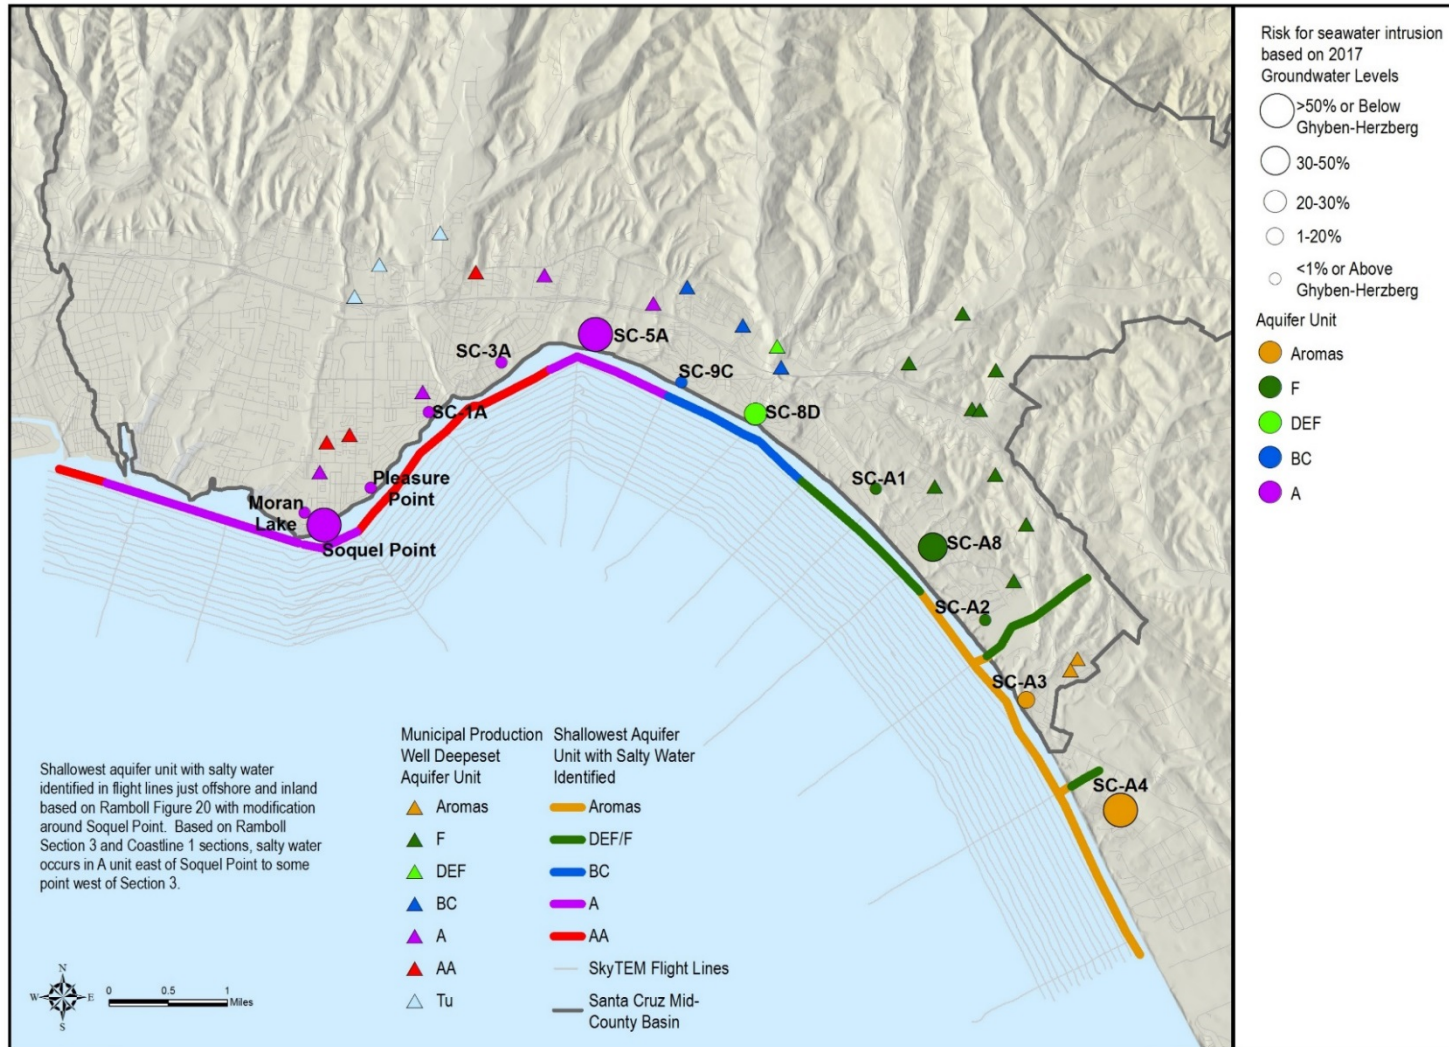 Risk for seawater intrusion
based on 2017
Groundwater Levels
>50% or Below
Ghyben-Herzberg
30-50%
20-30%
1-20%
<1% or Above
Ghyben-Herzberg
Aquifer Unit
Aromas
F
DEF
BC
A
SC-5A
SC-3A
SC-9C
SC-1A
SC-8D
Pleasure
Point
Moran
Lake
Soquel Point
SC-A1
SC-A8
SC-A2
SC-A3
SC-A4
Shallowest aquifer unit with salty water
identified in flight lines just offshore and inland
based on Ramboll Figure 20 with modification
around Soquel Point. Based on Ramboll
Section 3 and Coastline 1 sections, salty water
occurs in A unit east of Soquel Point to some
point west of Section 3.
Municipal Production
Well Deepeset
Aquifer Unit
Aromas
F
DEF
BC
A
AA
Tu
Shallowest Aquifer
Unit with Salty Water
Identified
Aromas
DEF/F
BC
A
AA
SkyTEM Flight Lines
Santa Cruz Mid-
County Basin
N
W
E
S
0 0.5 1
Miles